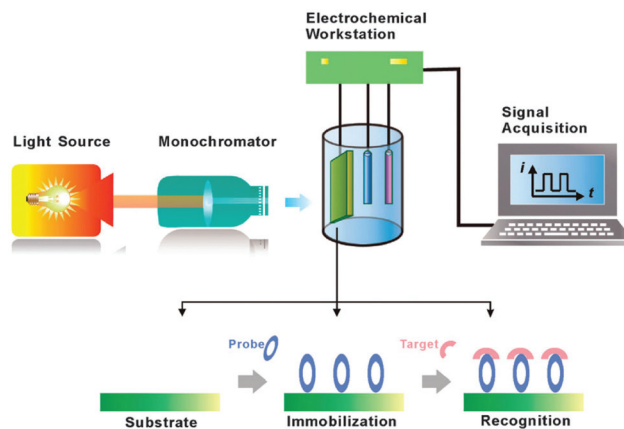 Electrochemical
Workstation
Light Source
Monochromator
Signal
Acquisition
i
t
Probe
Target
Substrate
Immobilization
Recognition